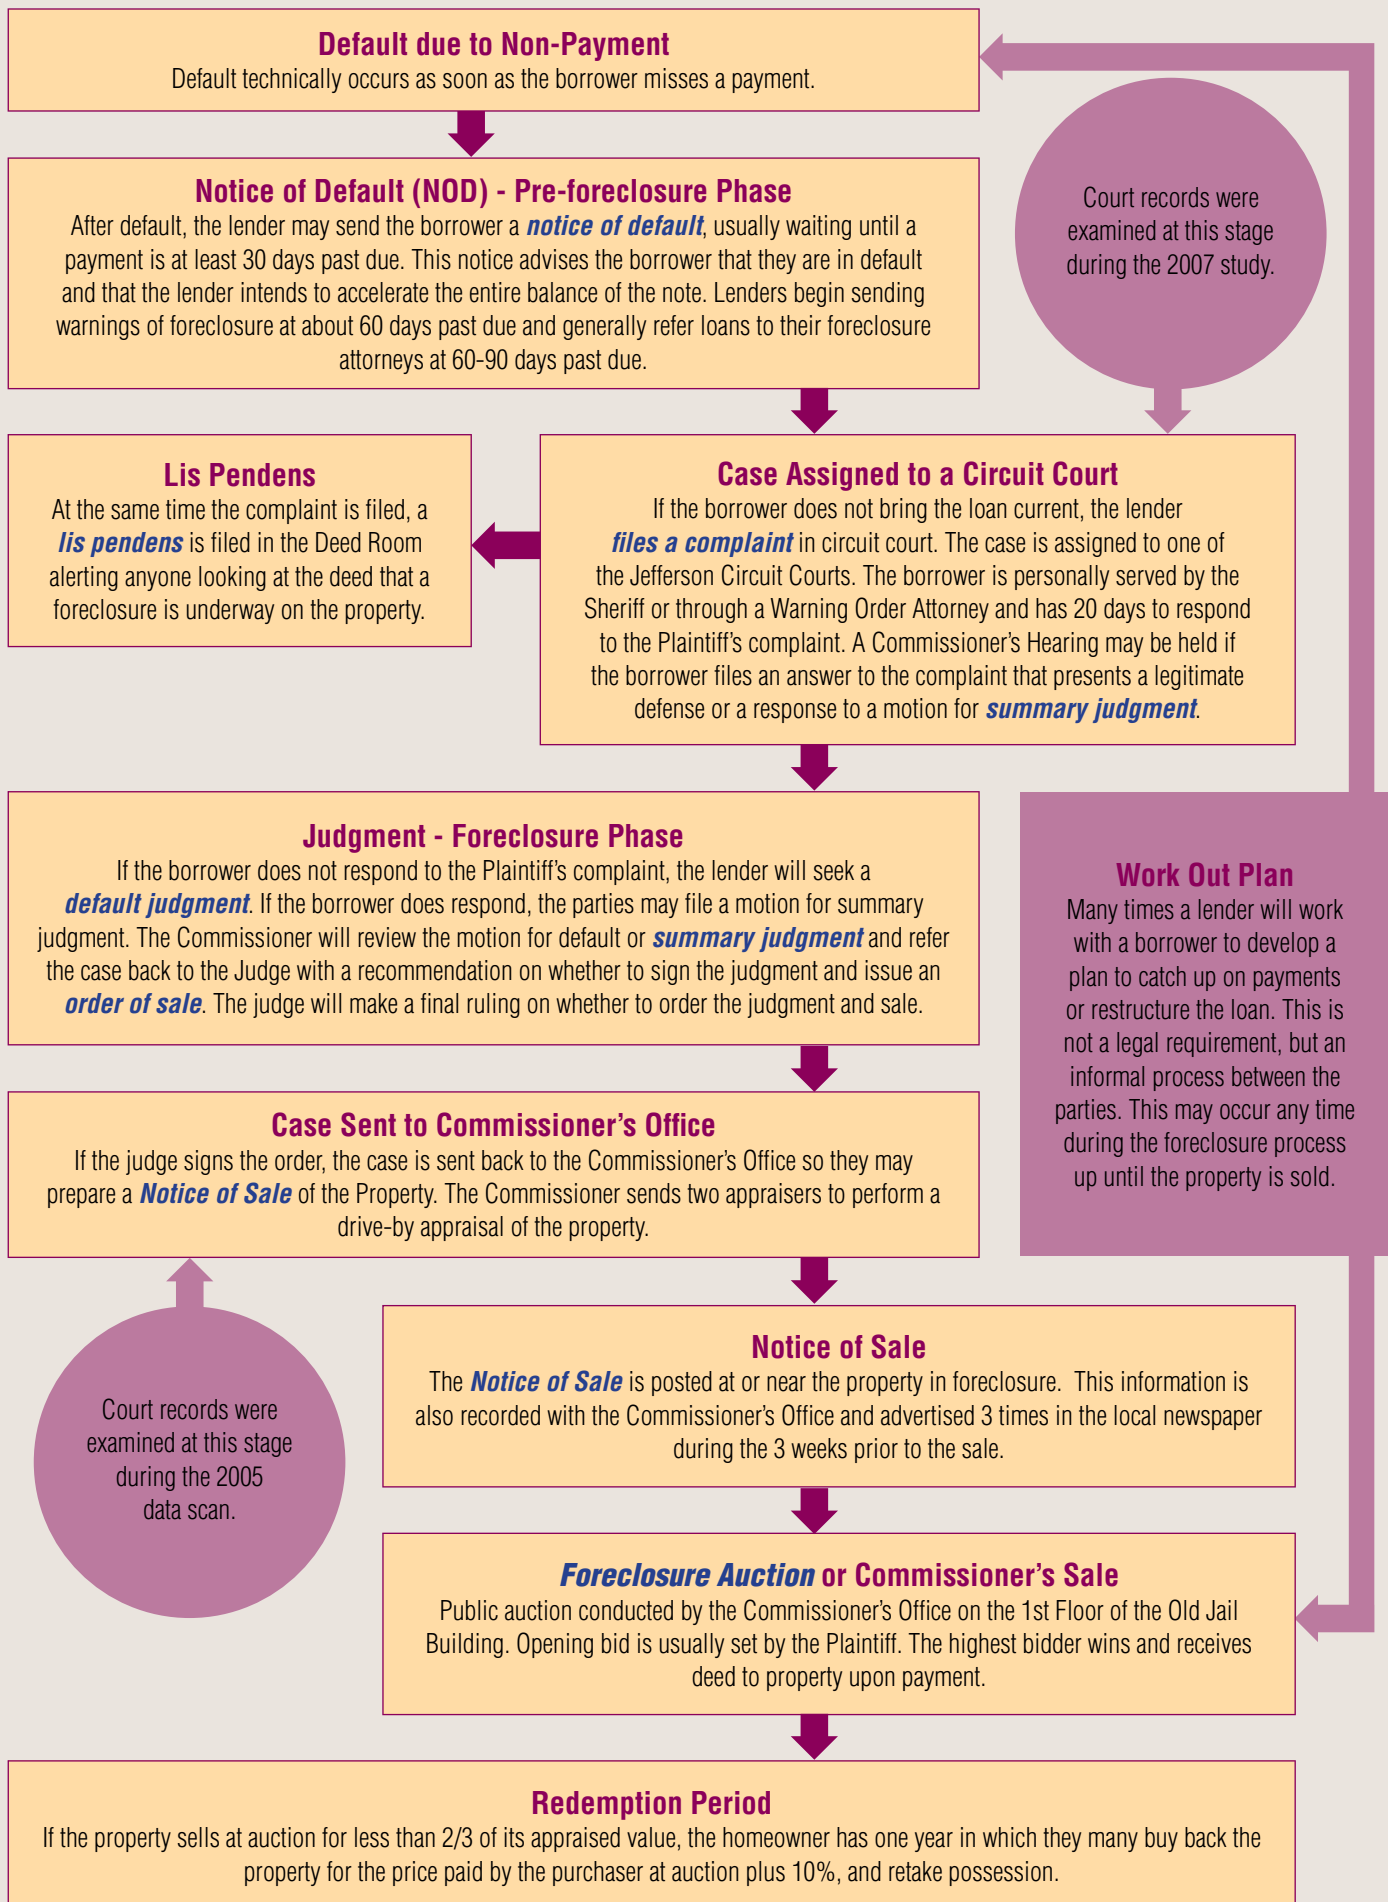 Default due to Non-Payment
Default technically occurs as soon as the borrower misses a payment.
Notice of Default (NOD) - Pre-foreclosure Phase
After default, the lender may send the borrower a notice of default, usually waiting until a
payment is at least 30 days past due. This notice advises the borrower that they are in default
and that the lender intends to accelerate the entire balance of the note. Lenders begin sending
warnings of foreclosure at about 60 days past due and generally refer loans to their foreclosure
attorneys at 60-90 days past due.
Court records were
examined at this stage
during the 2007 study.
Lis Pendens
At the same time the complaint is filed, a
lis pendens is filed in the Deed Room
alerting anyone looking at the deed that a
foreclosure is underway on the property.
Case Assigned to a Circuit Court
If the borrower does not bring the loan current, the lender
files a complaint in circuit court. The case is assigned to one of
the Jefferson Circuit Courts. The borrower is personally served by the
Sheriff or through a Warning Order Attorney and has 20 days to respond
to the Plaintiff's complaint. A Commissioner's Hearing may be held if
the borrower files an answer to the complaint that presents a legitimate
defense or a response to a motion for summary judgment.
Judgment - Foreclosure Phase
If the borrower does not respond to the Plaintiff's complaint, the lender will seek a
default judgment. If the borrower does respond, the parties may file a motion for summary
judgment. The Commissioner will review the motion for default or summary judgment and refer
the case back to the Judge with a recommendation on whether to sign the judgment and issue an
order of sale. The judge will make a final ruling on whether to order the judgment and sale.
Work Out Plan
Many times a lender will work
with a borrower to develop a
plan to catch up on payments
or restructure the loan. This is
not a legal requirement, but an
informal process between the
parties. This may occur any time
during the foreclosure process
up until the property is sold.
Case Sent to Commissioner's Office
If the judge signs the order, the case is sent back to the Commissioner's Office so they may
prepare a Notice of Sale of the Property. The Commissioner sends two appraisers to perform a
drive-by appraisal of the property.
Court records were
examined at this stage
during the 2005
data scan.
Notice of Sale
The Notice of Sale is posted at or near the property in foreclosure. This information is
also recorded with the Commissioner's Office and advertised 3 times in the local newspaper
during the 3 weeks prior to the sale.
Foreclosure Auction or Commissioner's Sale
Public auction conducted by the Commissioner's Office on the 1st Floor of the Old Jail
Building. Opening bid is usually set by the Plaintiff. The highest bidder wins and receives
deed to property upon payment.
Redemption Period
If the property sells at auction for less than 2/3 of its appraised value, the homeowner has one year in which they many buy back the
property for the price paid by the purchaser at auction plus 10%, and retake possession.